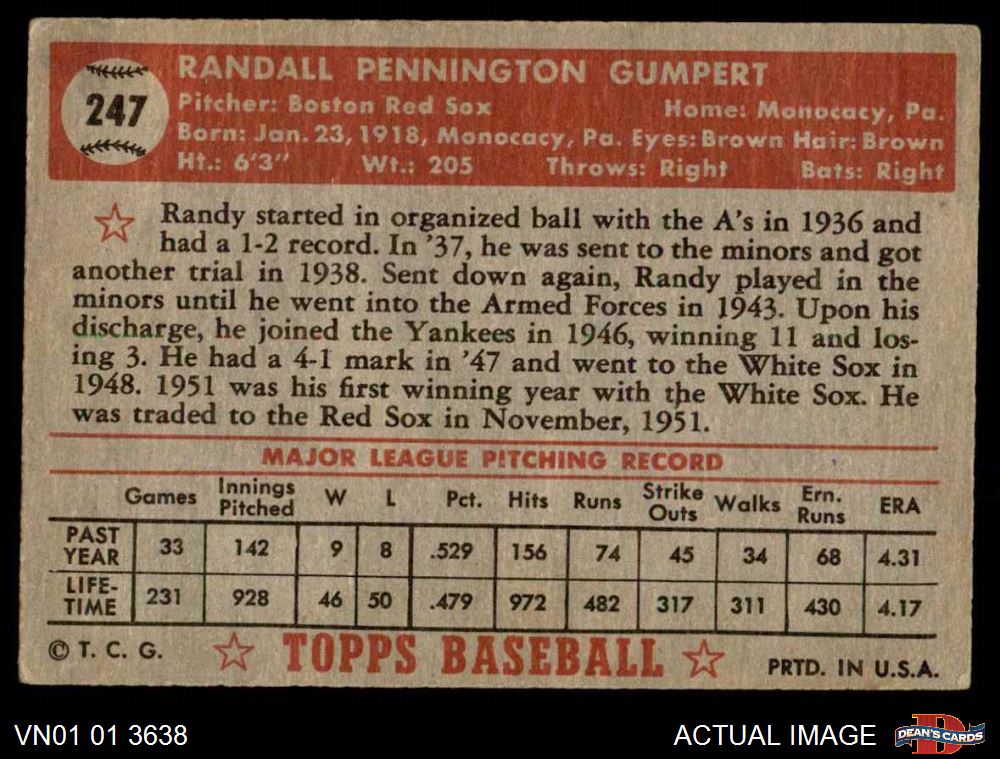 RANDALL PENNINGTON GUMPERT
247
Pitcher: Boston Red Sox Home: Monocacy, Pa.
Born: Jan. 23, 1918, Monocacy, Pa. Eyes: Brown Hair: Brown
Ht.: 6'3" Wt.: 205 Throws: Right Bats: Right
Randy started in organized ball with the A's in 1936 and
had a 1-2 record. In '37, he was sent to the minors and got
another trial in 1938. Sent down again, Randy played in the
minors until he went into the Armed Forces in 1943. Upon his
discharge, he joined the Yankees in 1946, winning 11 and los-
ing 3. He had a 4-1 mark in '47 and went to the White Sox in
1948. 1951 was his first winning year with the White Sox. He
was traded to the Red Sox in November, 1951.
MAJOR LEAGUE PITCHING RECORD
Games Innings Pitched W L Pct. Hits Runs Strike Outs Walks Ern. Runs ERA
PAST YEAR 33 142 9 8 .529 156 74 45 34 68 4.31
LIFE-TIME 231 928 46 50 .479 972 482 317 311 430 4.17
© T. C. G. TOPPS BASEBALL PRTD. IN U.S.A.
VN01 01 3638 ACTUAL IMAGE DEAN'S CARDS